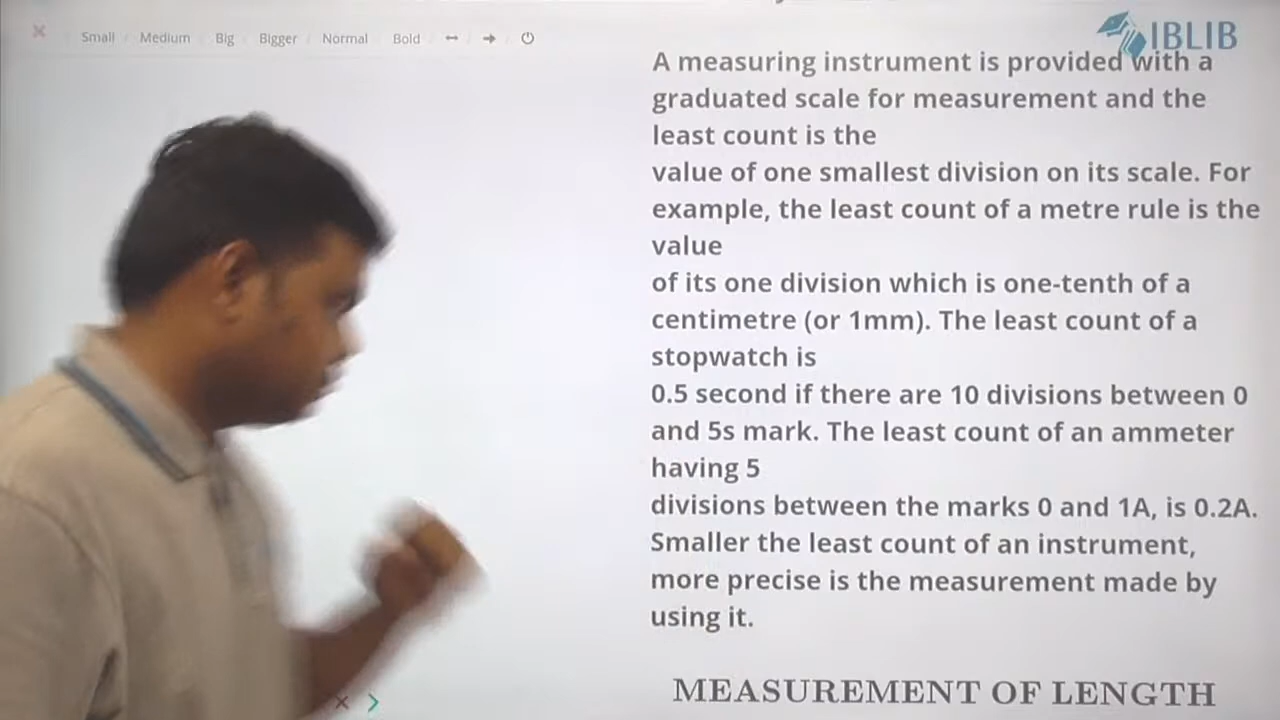 Small / Medium / Big / Bigger / Normal / Bold
IBLIB
A measuring instrument is provided with a
graduated scale for measurement and the
least count is the
value of one smallest division on its scale. For
example, the least count of a metre rule is the
value
of its one division which is one-tenth of a
centimetre (or 1mm). The least count of a
stopwatch is
0.5 second if there are 10 divisions between 0
and 5s mark. The least count of an ammeter
having 5
divisions between the marks 0 and 1A, is 0.2A.
Smaller the least count of an instrument,
more precise is the measurement made by
using it.
MEASUREMENT OF LENGTH